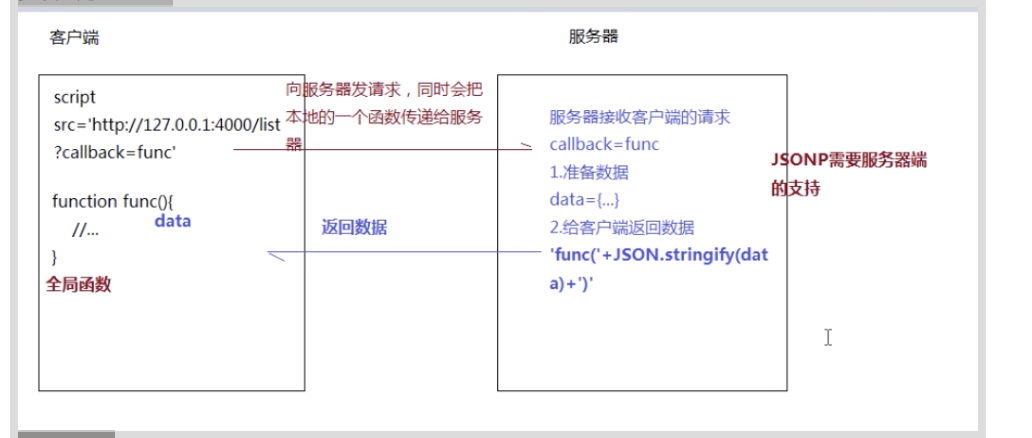 客户端
script
src='http://127.0.0.1:4000/list
?callback=func'
function func(){
//...
data
}
全局函数
向服务器发请求，同时会把
本地的一个函数传递给服务
器
返回数据
服务器
服务器接收客户端的请求
callback=func
1.准备数据
data={...}
2.给客户端返回数据
'func('+JSON.stringify(dat
a)+')'
JSONP需要服务器端
的支持